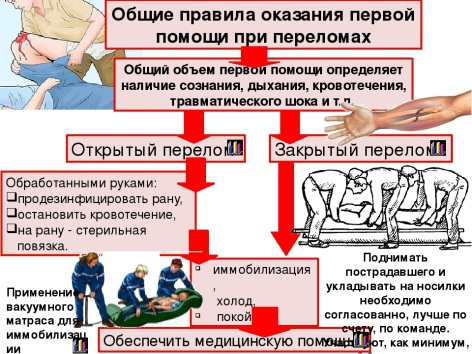 Общие правила оказания первой
помощи при переломах
Общий объем первой помощи определяет
наличие сознания, дыхания, кровотечения,
травматического шока и т.п.
Открытый перелом
Закрытый перелом
Обработанными руками:
продезинфицировать рану,
остановить кровотечение,
на рану - стерильная
повязка.
иммобилизация
,
холод,
покой
Применение
вакуумного
матраса для
иммобилизац
ии
Поднимать
пострадавшего и
укладывать на носилки
необходимо
согласованно, лучше по
счету, по команде.
как минимум,
Обеспечить медицинскую помощь